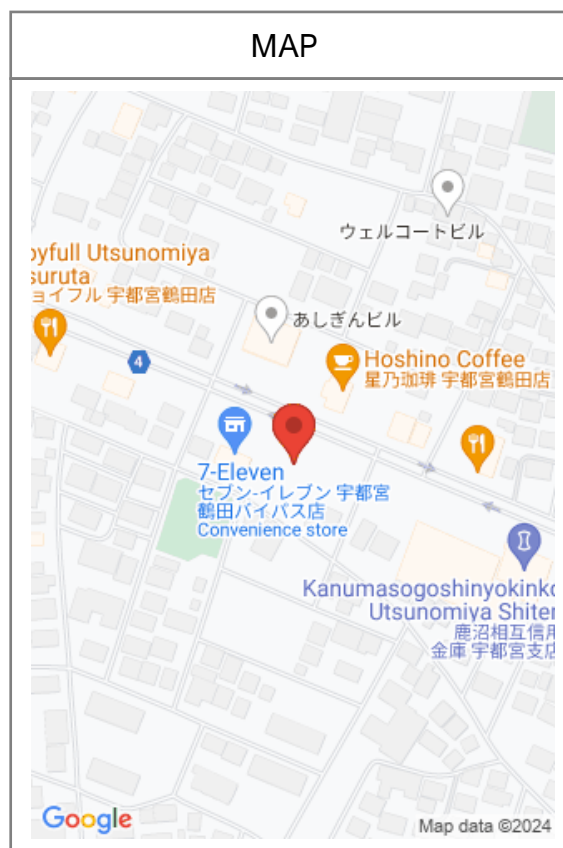 MAP
ウェルコートビル
oyfull Utsunomiya
suruta
ョイフル 宇都宮鶴田店
あしぎんビル
4
Hoshino Coffee
星乃珈琲 宇都宮鶴田店
7-Eleven
セブン-イレブン 宇都宮
鶴田バイパス店
Convenience store
Kanumasogoshinyokinko
Utsunomiya Shiten
鹿沼相互信用
金庫 宇都宮支店
Google
Map data ©2024